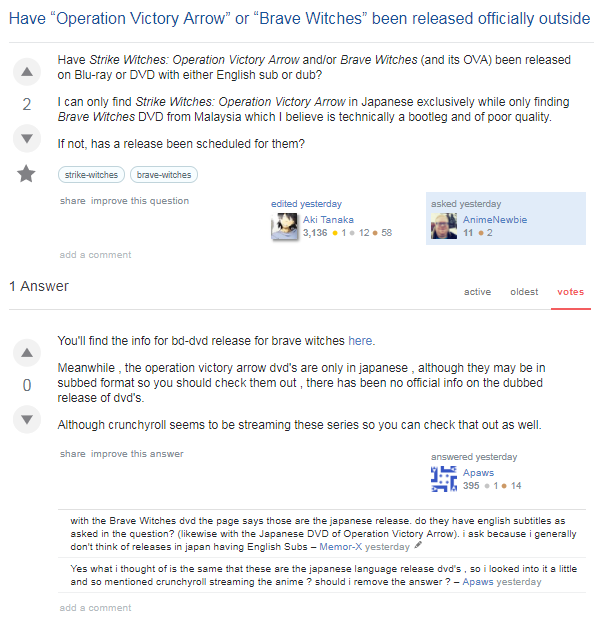 Have “Operation Victory Arrow” or “Brave Witches” been released officially outside
Have Strike Witches: Operation Victory Arrow and/or Brave Witches (and its OVA) been released
on Blu-ray or DVD with either English sub or dub?
2
I can only find Strike Witches: Operation Victory Arrow in Japanese exclusively while only finding
Brave Witches DVD from Malaysia which I believe is technically a bootleg and of poor quality.
If not, has a release been scheduled for them?
strike-witches brave-witches
share improve this question
edited yesterday
Aki Tanaka
3,136 1 12 58
asked yesterday
AnimeNewbie
11 2
add a comment
1 Answer
active oldest votes
You'll find the info for bd-dvd release for brave witches here.
0
Meanwhile , the operation victory arrow dvd's are only in japanese , although they may be in
subbed format so you should check them out , there has been no official info on the dubbed
release of dvd's.
Although crunchyroll seems to be streaming these series so you can check that out as well.
share improve this answer
answered yesterday
Apaws
395 1 14
with the Brave Witches dvd the page says those are the japanese release. do they have english subtitles as
asked in the question? (likewise with the Japanese DVD of Operation Victory Arrow). i ask because i generally
don't think of releases in japan having English Subs – Memor-X yesterday
Yes what i thought of is the same that these are the japanese language release dvd's , so i looked into it a little
and so mentioned crunchyroll streaming the anime ? should i remove the answer ? – Apaws yesterday
add a comment